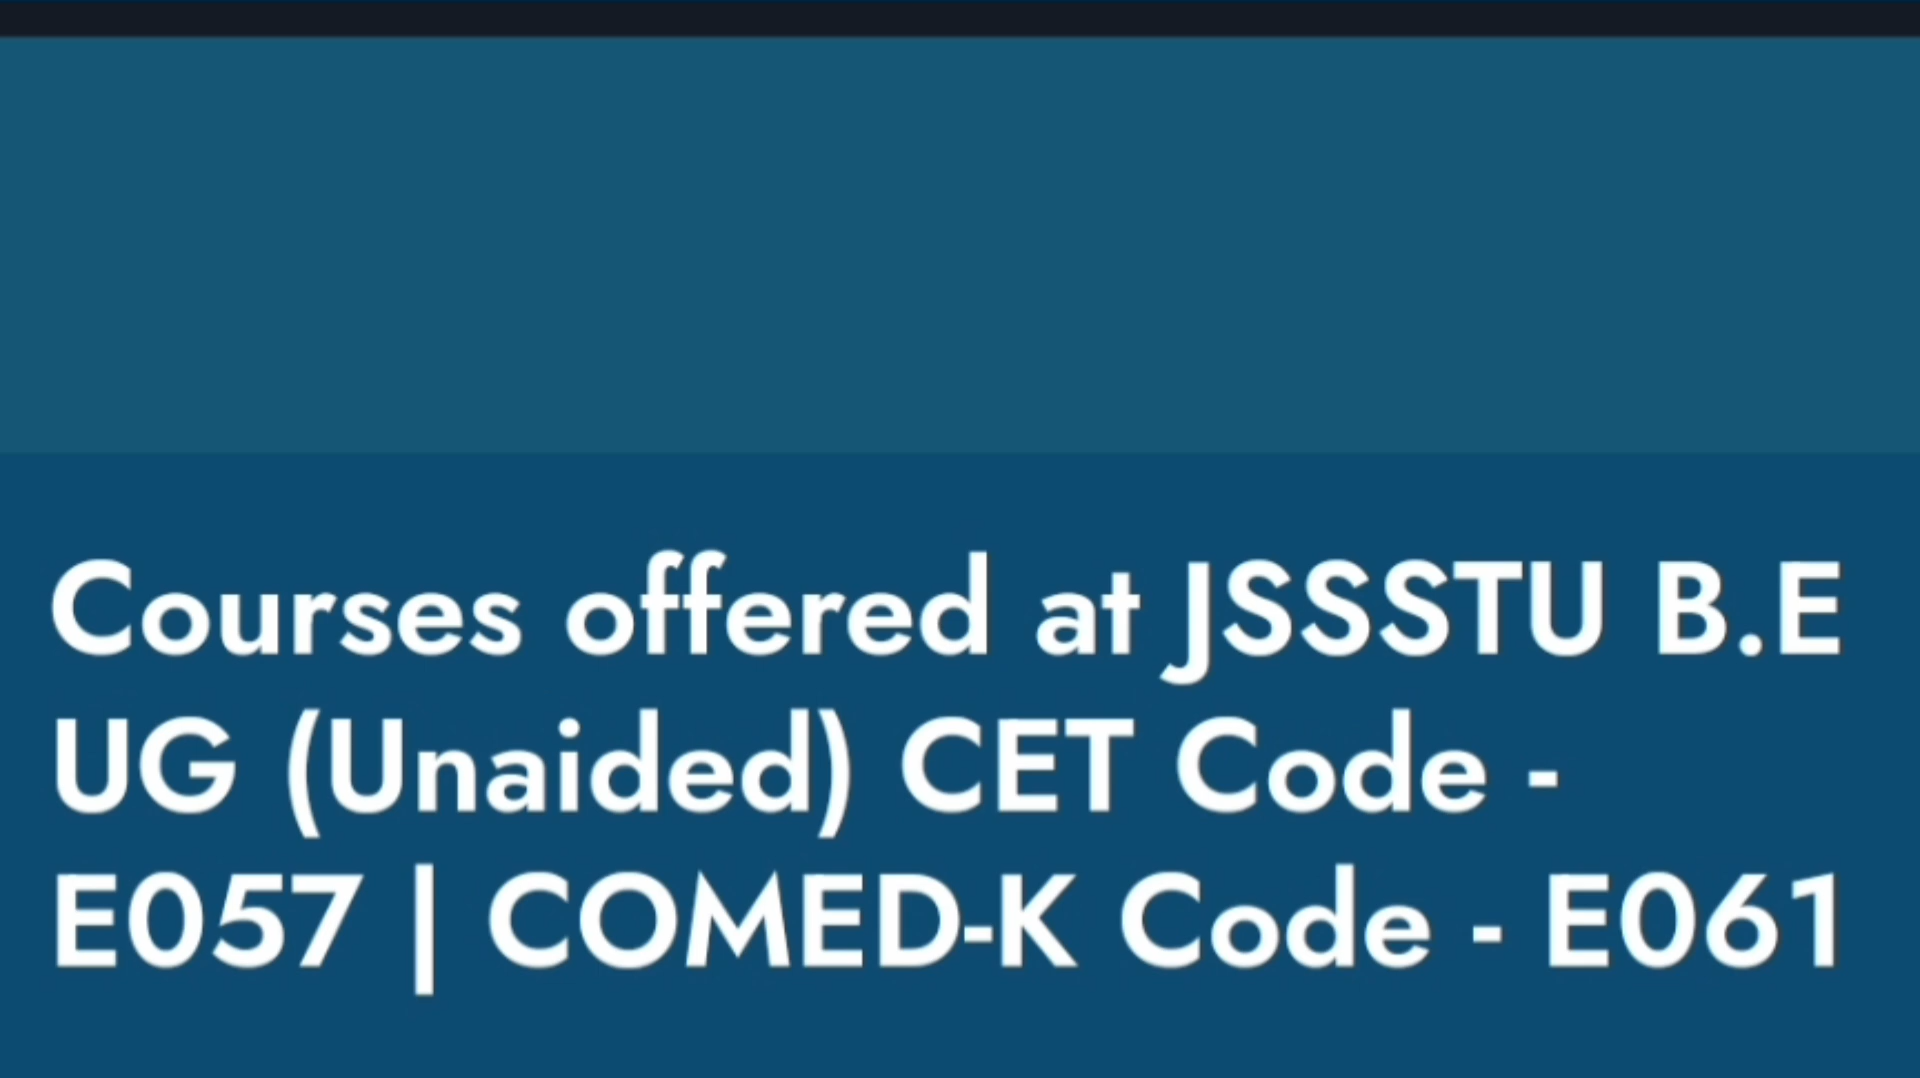 Courses offered at JSSSTU B.E
UG (Unaided) CET Code -
E057 | COMED-K Code - E061